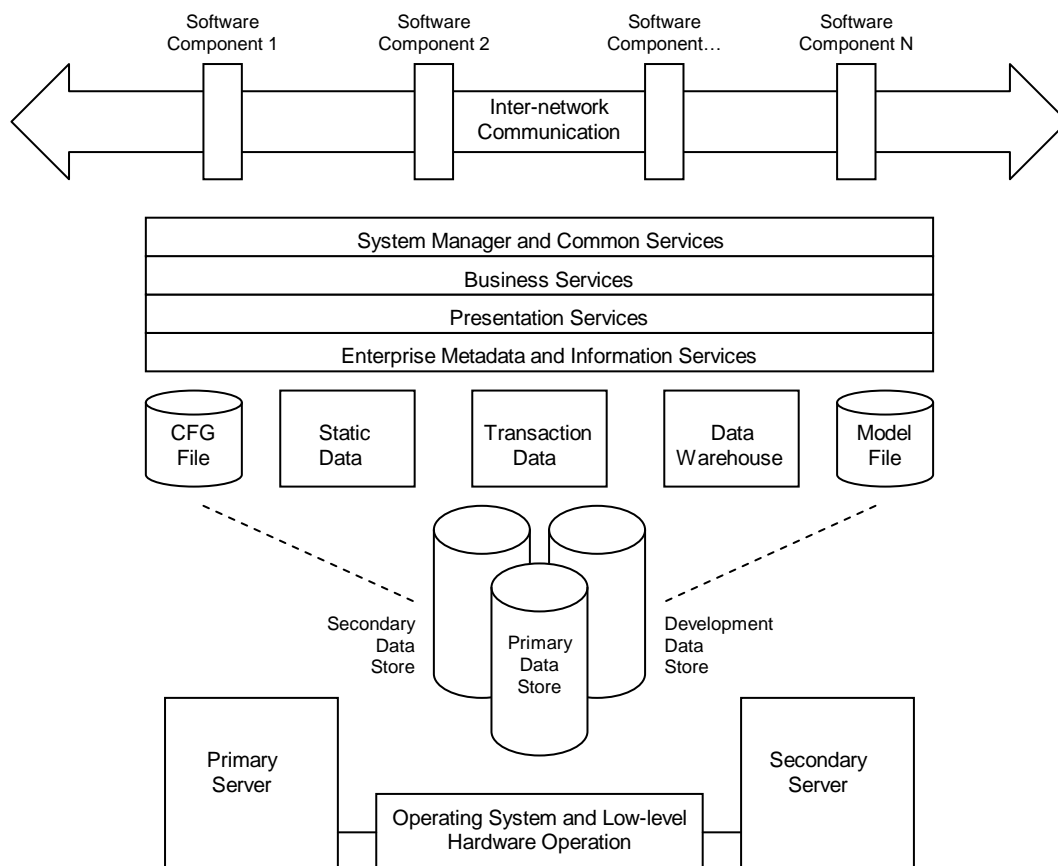 Software
Component 1
Software
Component 2
Software
Component…
Software
Component N
Inter-network
Communication
System Manager and Common Services
Business Services
Presentation Services
Enterprise Metadata and Information Services
CFG
File
Static
Data
Transaction
Data
Data
Warehouse
Model
File
Secondary
Data
Store
Primary
Data
Store
Development
Data
Store
Primary
Server
Operating System and Low-level
Hardware Operation
Secondary
Server